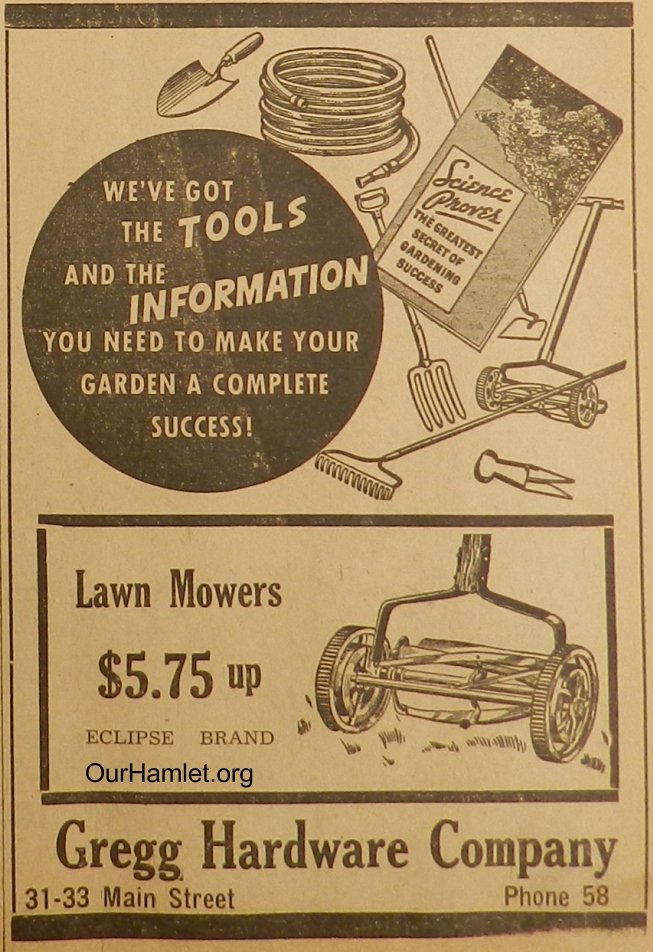 WE'VE GOT
THE TOOLS
AND THE
INFORMATION
YOU NEED TO MAKE YOUR
GARDEN A COMPLETE
SUCCESS!
Science
Proves
THE GREATEST
SECRET OF
GARDENING
SUCCESS
Lawn Mowers
$5.75 up
ECLIPSE BRAND
OurHamlet.org
Gregg Hardware Company
31-33 Main Street Phone 58